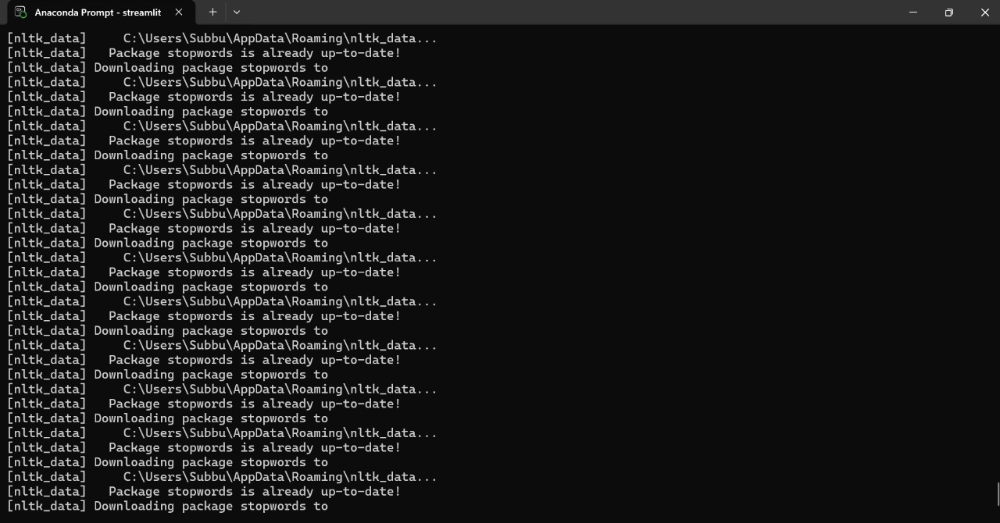 Anaconda Prompt - streamlit
[nltk_data]     C:\Users\Subbu\AppData\Roaming\nltk_data...
[nltk_data]   Package stopwords is already up-to-date!
[nltk_data] Downloading package stopwords to
[nltk_data]     C:\Users\Subbu\AppData\Roaming\nltk_data...
[nltk_data]   Package stopwords is already up-to-date!
[nltk_data] Downloading package stopwords to
[nltk_data]     C:\Users\Subbu\AppData\Roaming\nltk_data...
[nltk_data]   Package stopwords is already up-to-date!
[nltk_data] Downloading package stopwords to
[nltk_data]     C:\Users\Subbu\AppData\Roaming\nltk_data...
[nltk_data]   Package stopwords is already up-to-date!
[nltk_data] Downloading package stopwords to
[nltk_data]     C:\Users\Subbu\AppData\Roaming\nltk_data...
[nltk_data]   Package stopwords is already up-to-date!
[nltk_data] Downloading package stopwords to
[nltk_data]     C:\Users\Subbu\AppData\Roaming\nltk_data...
[nltk_data]   Package stopwords is already up-to-date!
[nltk_data] Downloading package stopwords to
[nltk_data]     C:\Users\Subbu\AppData\Roaming\nltk_data...
[nltk_data]   Package stopwords is already up-to-date!
[nltk_data] Downloading package stopwords to
[nltk_data]     C:\Users\Subbu\AppData\Roaming\nltk_data...
[nltk_data]   Package stopwords is already up-to-date!
[nltk_data] Downloading package stopwords to
[nltk_data]     C:\Users\Subbu\AppData\Roaming\nltk_data...
[nltk_data]   Package stopwords is already up-to-date!
[nltk_data] Downloading package stopwords to
[nltk_data]     C:\Users\Subbu\AppData\Roaming\nltk_data...
[nltk_data]   Package stopwords is already up-to-date!
[nltk_data] Downloading package stopwords to
[nltk_data]     C:\Users\Subbu\AppData\Roaming\nltk_data...
[nltk_data]   Package stopwords is already up-to-date!
[nltk_data] Downloading package stopwords to